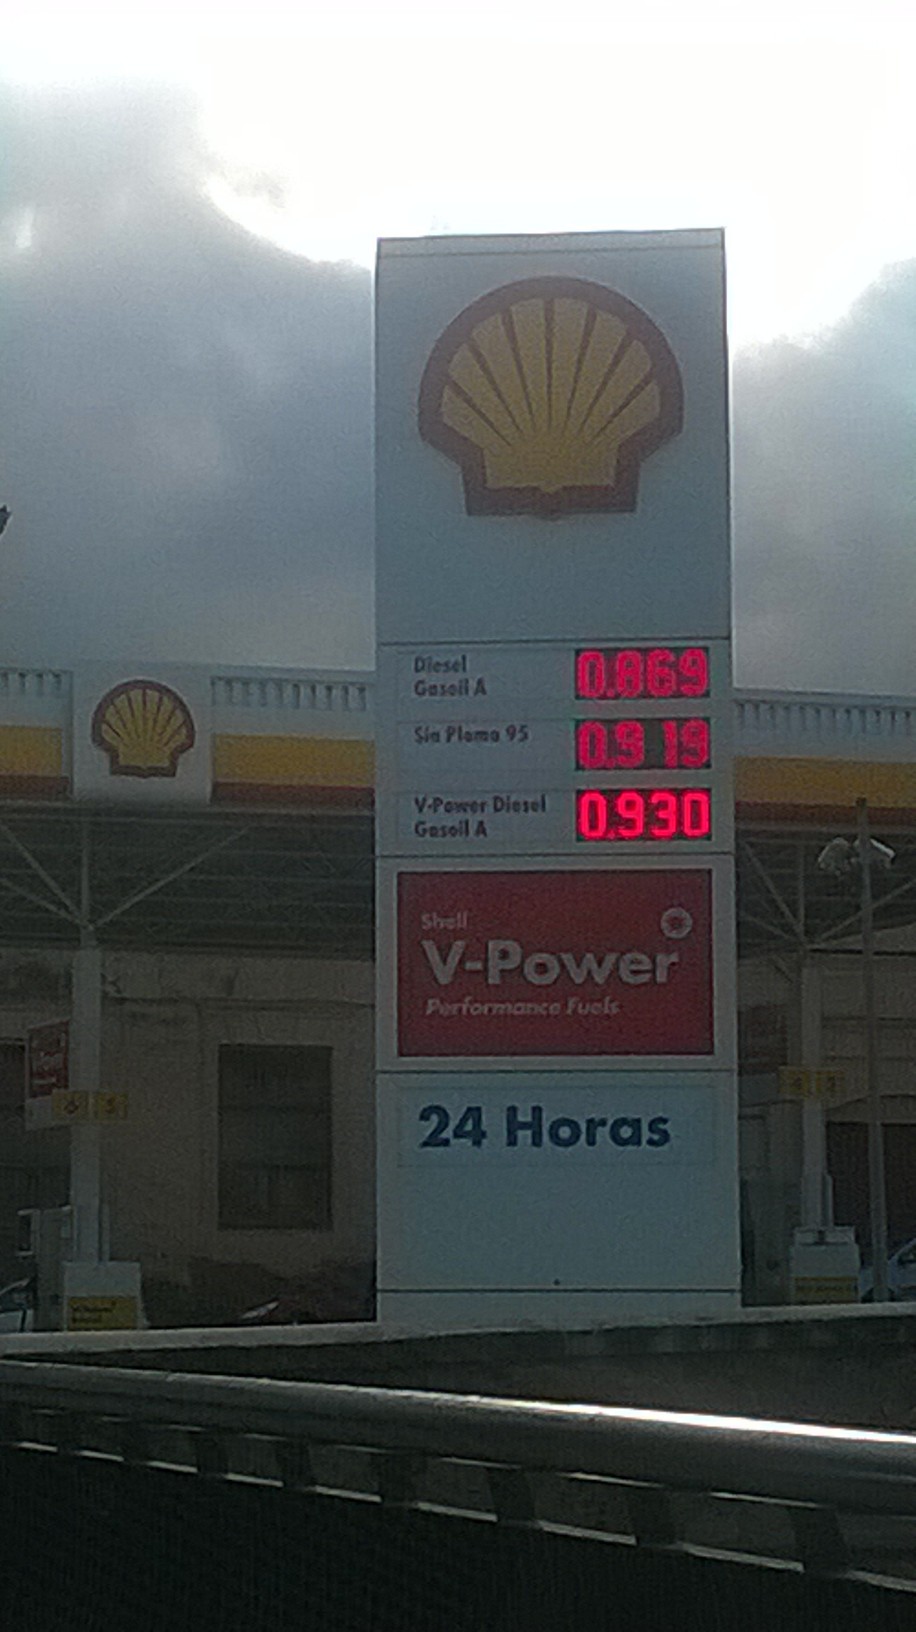 Diesel
Gasoil A
0.869
Sin Plomo 95
0.919
V-Power Diesel
Gasoil A
0.930
Shell
V-Power
Performance Fuels
24 Horas